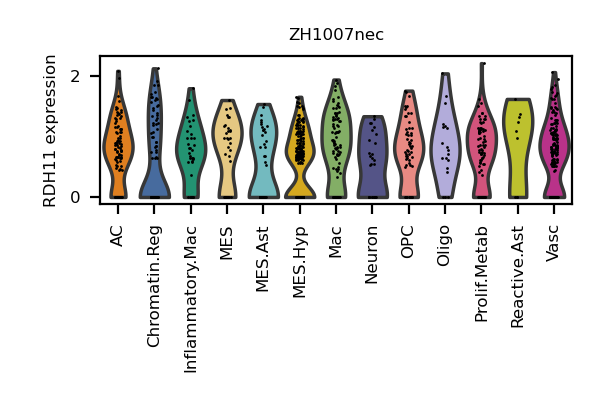 ZH1007nec
RDH11 expression
2
0
AC
Chromatin.Reg
Inflammatory.Mac
MES
MES.Ast
MES.Hyp
Mac
Neuron
OPC
Oligo
Prolif.Metab
Reactive.Ast
Vasc